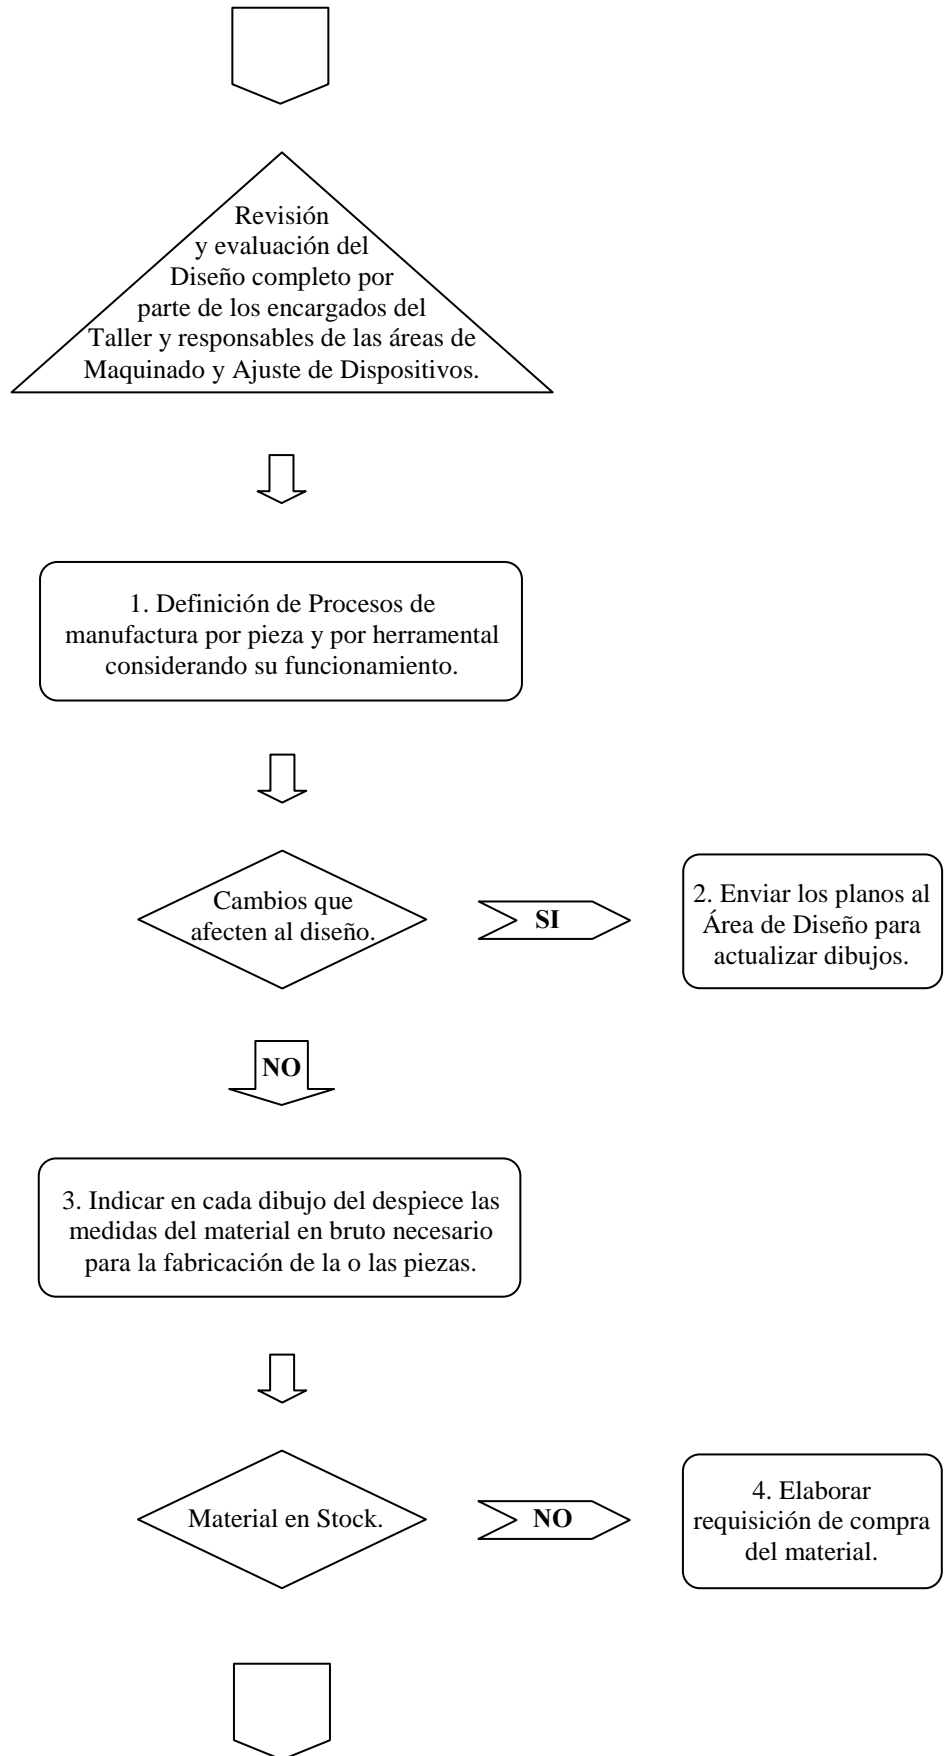 Revisión
y evaluación del
Diseño completo por
parte de los encargados del
Taller y responsables de las áreas de
Maquinado y Ajuste de Dispositivos.
1. Definición de Procesos de
manufactura por pieza y por herramental
considerando su funcionamiento.
Cambios que
afecten al diseño.
SI
2. Enviar los planos al
Área de Diseño para
actualizar dibujos.
NO
3. Indicar en cada dibujo del despiece las
medidas del material en bruto necesario
para la fabricación de la o las piezas.
Material en Stock.
NO
4. Elaborar
requisición de compra
del material.